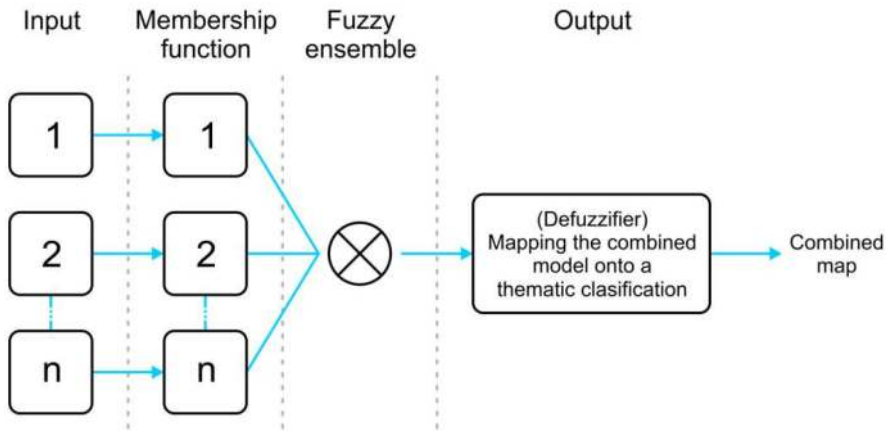 Input
Membership
function
Fuzzy
ensemble
Output
1
1
2
2
n
n
(Defuzzifier)
Mapping the combined
model onto a
thematic clasification
Combined
map